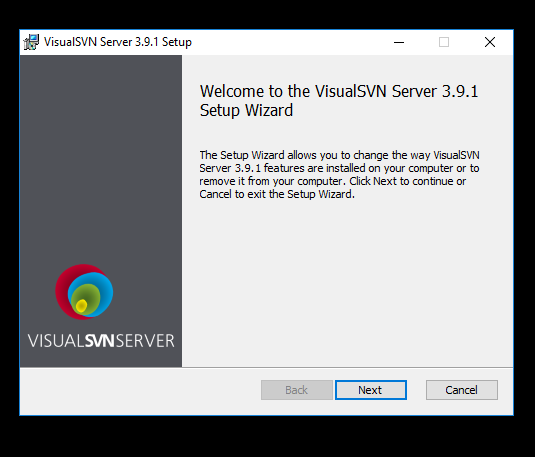 VisualSVN Server 3.9.1 Setup
Welcome to the VisualSVN Server 3.9.1
Setup Wizard
The Setup Wizard allows you to change the way VisualSVN
Server 3.9.1 features are installed on your computer or to
remove it from your computer. Click Next to continue or
Cancel to exit the Setup Wizard.
VISUALSVNSERVER
Back Next Cancel